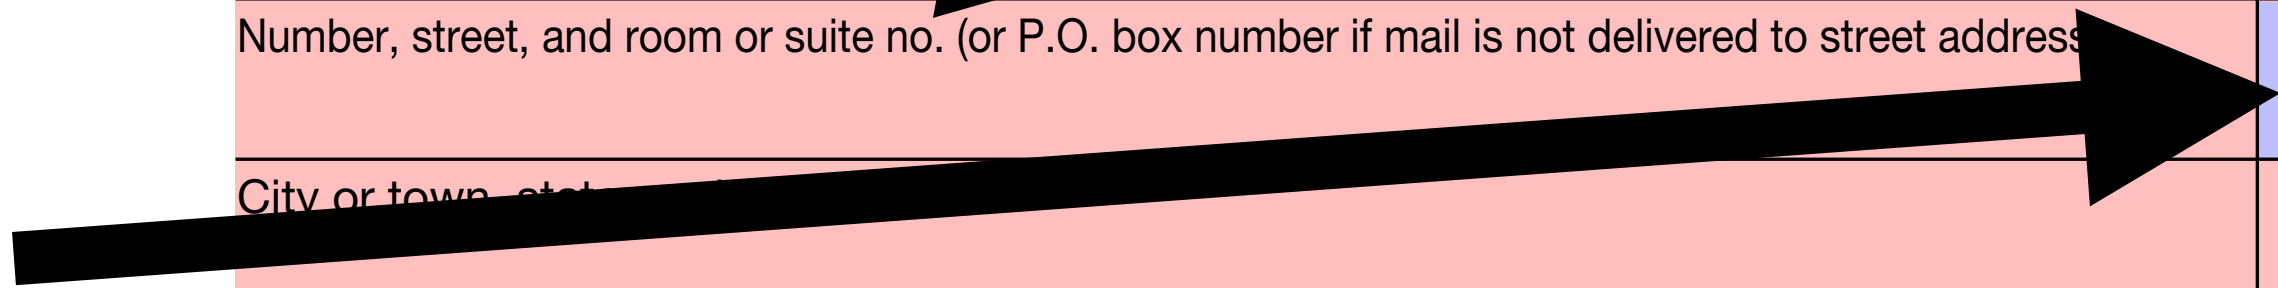 Number, street, and room or suite no. (or P.O. box number if mail is not delivered to street address
City or town, state